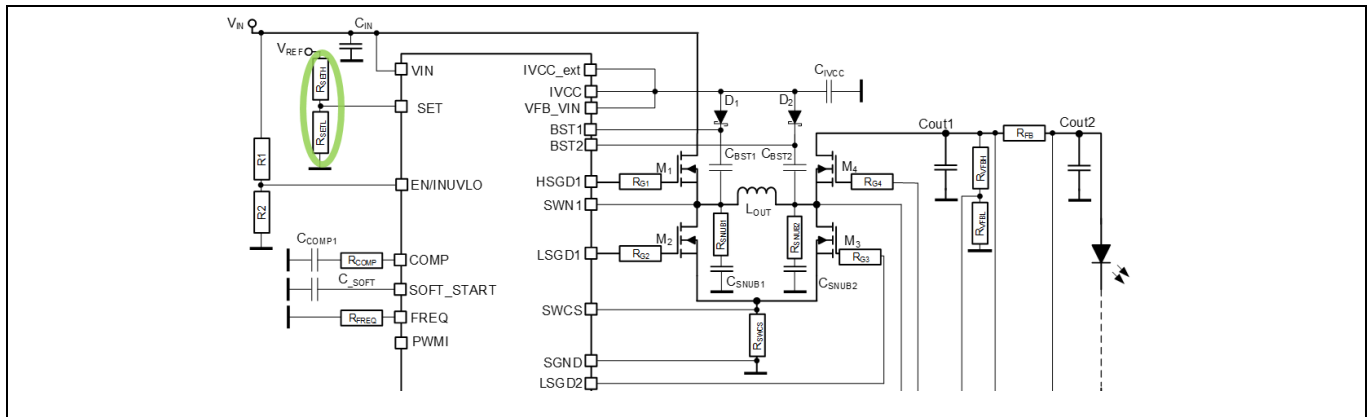 VIN
CIN
VREF
RSETH
RSETL
VIN
SET
R1
R2
EN/INUVLO
CCOMP1
RCOMP
COMP
C_SOFT
SOFT_START
RFREQ
FREQ
PWMI
IVCC_ext
IVCC
VFB_VIN
BST1
BST2
HSGD1
SWN1
LSGD1
SWCS
SGND
LSGD2
CIVCC
D1
D2
CBST1
CBST2
M1
RG1
M4
RG4
LOUT
M2
RG2
RSNUB1
RSNUB2
M3
RG3
CSNUB1
CSNUB2
RSWCS
Cout1
RFB
Cout2
RVFBH
RVFBL